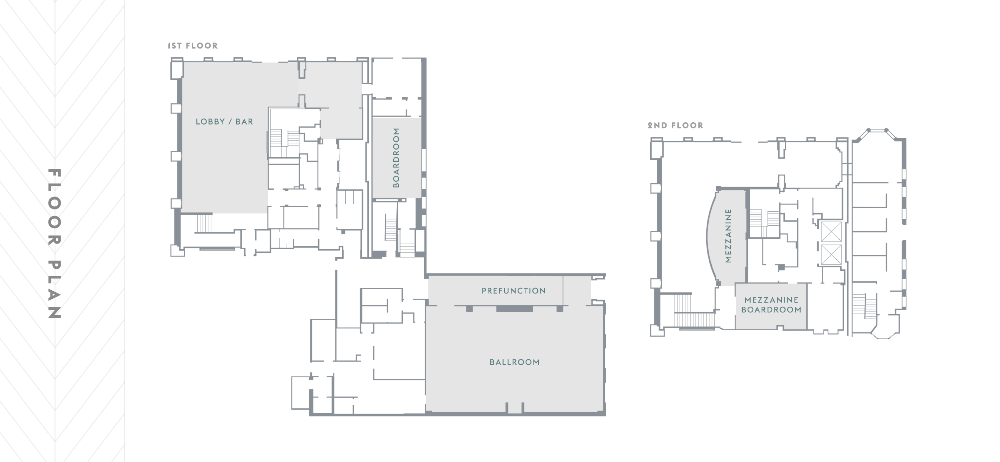 FLOOR PLAN
1ST FLOOR
LOBBY / BAR
BOARDROOM
PREFUNCTION
BALLROOM
2ND FLOOR
MEZZANINE
MEZZANINE
BOARDROOM